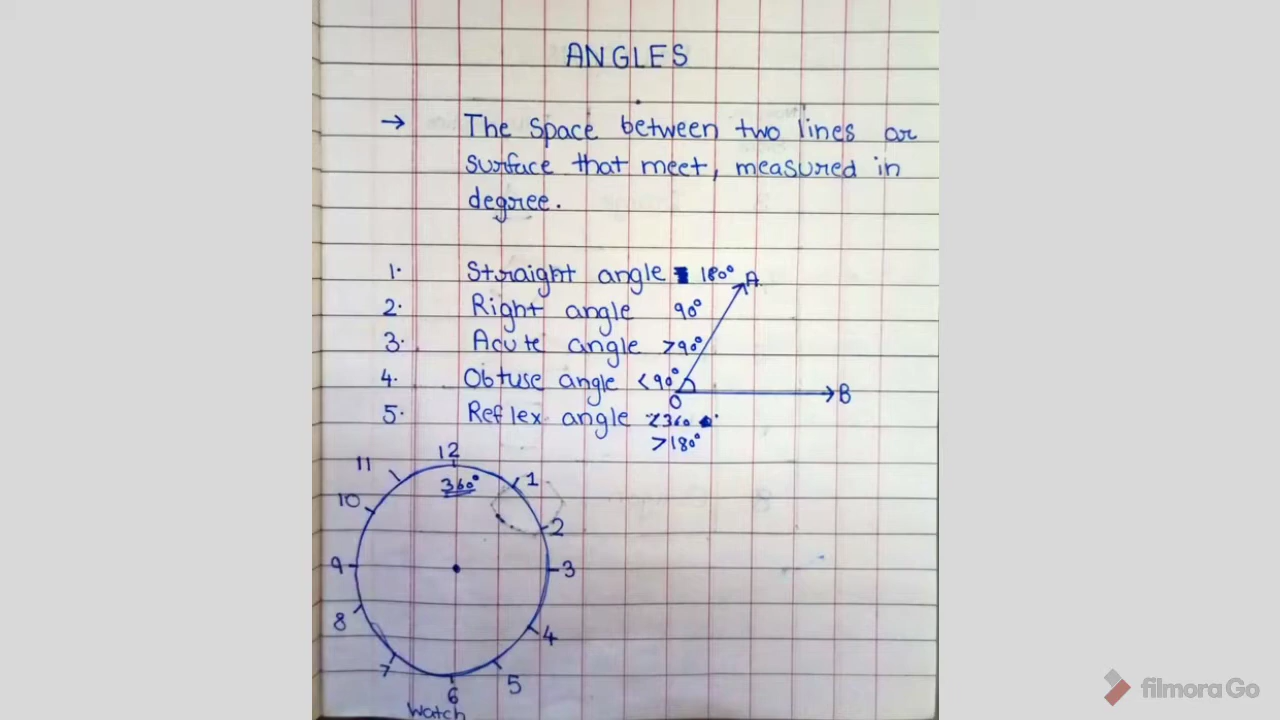 ANGLES
→ The space between two lines or
surface that meet, measured in
degree.
1. Straight angle 180° A
2. Right angle 90°
3. Acute angle >90°
4. Obtuse angle <90°
O B
5. Reflex angle <360
>180°
12
11 360° 1
10 2
9 3
8 4
7 5
6
Watch
filmoraGo